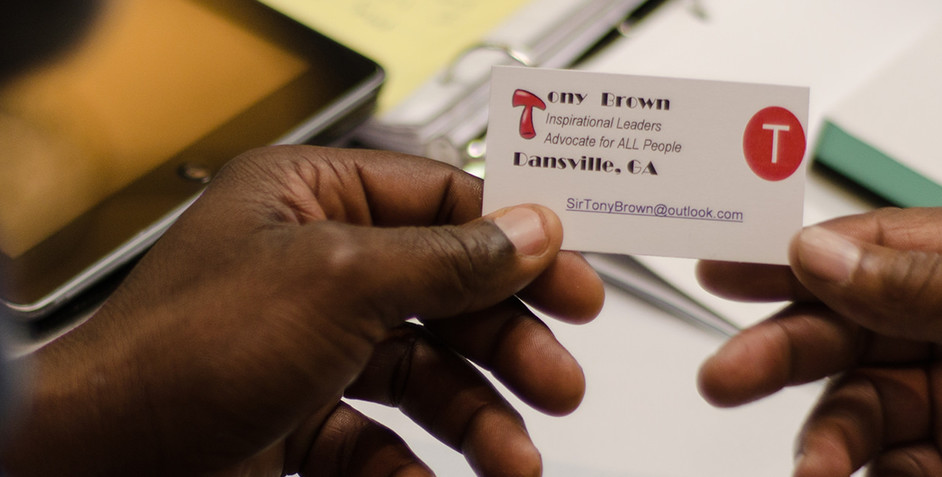 Tony Brown
Inspirational Leaders
Advocate for ALL People
Dansville, GA
T
SirTonyBrown@outlook.com